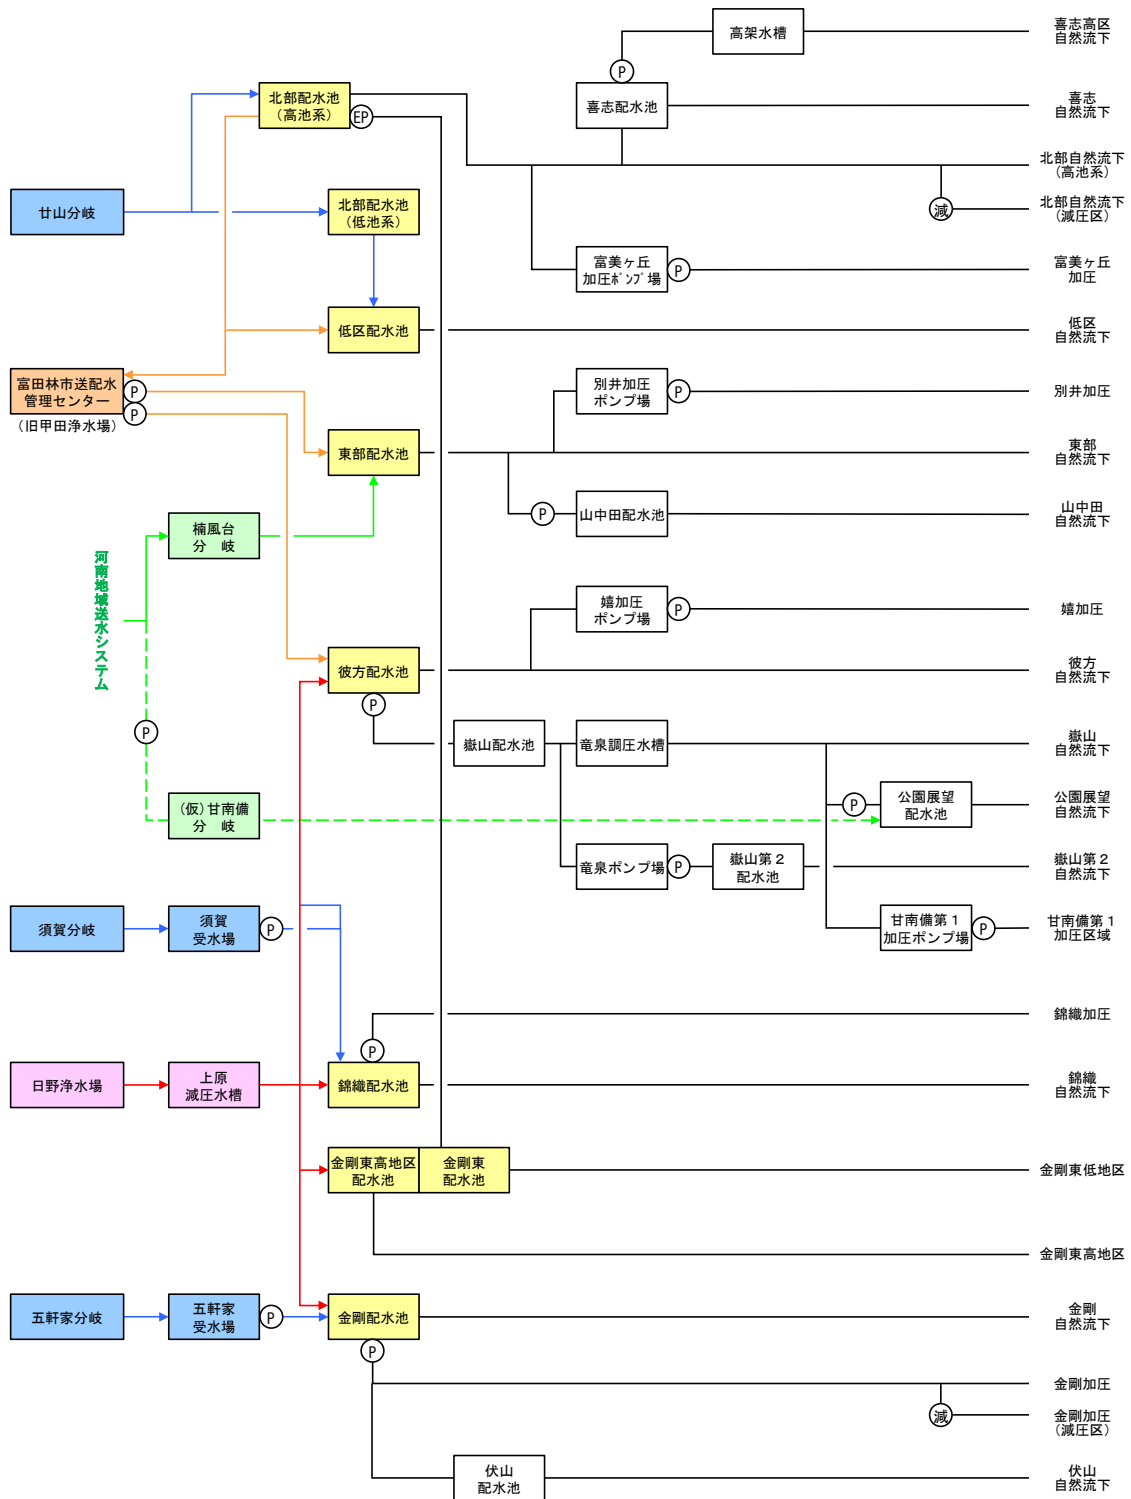 高架水槽
喜志高区
自然流下
P
北部配水池
(高池系)
EP
喜志配水池
喜志
自然流下
北部自然流下
(高池系)
廿山分岐
北部配水池
(低池系)
減
北部自然流下
(減圧区)
富美ヶ丘
加圧ポンプ場
P
富美ヶ丘
加圧
低区配水池
低区
自然流下
富田林市送配水
管理センター
P
P
(旧甲田浄水場)
別井加圧
ポンプ場
P
別井加圧
東部配水池
東部
自然流下
楠風台
分 岐
P
山中田配水池
山中田
自然流下
河南地域送水システム
嬉加圧
ポンプ場
P
嬉加圧
彼方配水池
彼方
自然流下
P
P
嶽山配水池
竜泉調圧水槽
嶽山
自然流下
(仮)甘南備
分 岐
P
公園展望
配水池
公園展望
自然流下
竜泉ポンプ場
P
嶽山第２
配水池
嶽山第２
自然流下
須賀分岐
須賀
受水場
P
甘南備第１
加圧ポンプ場
P
甘南備第１
加圧区域
錦織加圧
P
日野浄水場
上原
減圧水槽
錦織配水池
錦織
自然流下
金剛東高地区
配水池
金剛東
配水池
金剛東低地区
金剛東高地区
五軒家分岐
五軒家
受水場
P
金剛配水池
金剛
自然流下
P
金剛加圧
減
金剛加圧
(減圧区)
伏山
配水池
伏山
自然流下